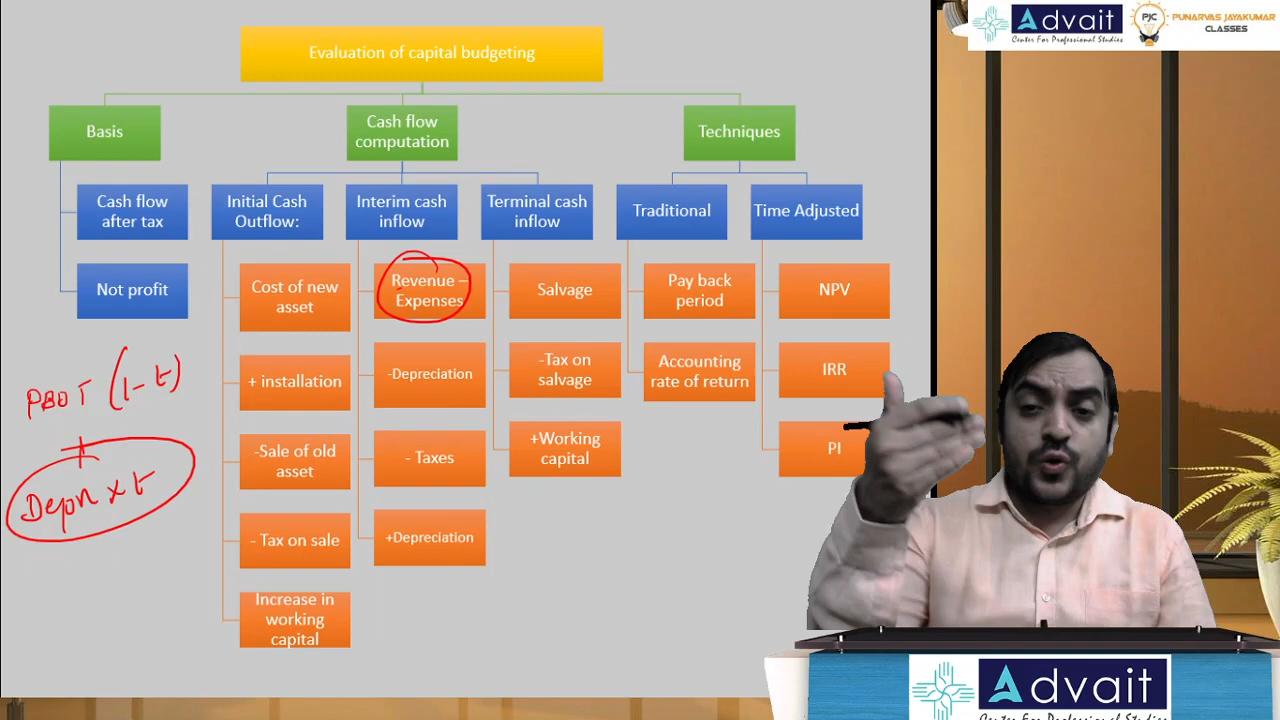 Advait
Center For Professional Studies
PJC
PUNARVAS JAYAKUMAR
CLASSES
Evaluation of capital budgeting
Basis
Cash flow
computation
Techniques
Cash flow
after tax
Not profit
Initial Cash
Outflow:
Interim cash
inflow
Terminal cash
inflow
Traditional
Time Adjusted
Cost of new
asset
+ installation
-Sale of old
asset
- Tax on sale
Increase in
working
capital
Revenue –
Expenses
-Depreciation
- Taxes
+Depreciation
Salvage
-Tax on
salvage
+Working
capital
Pay back
period
Accounting
rate of return
NPV
IRR
PI
PBDT (1-t)
+
Depn x t
Advait
Center For Professional Studies